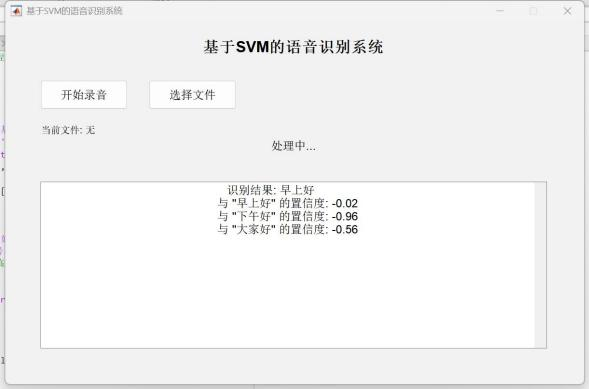 基于SVM的语音识别系统
基于SVM的语音识别系统
开始录音
选择文件
当前文件: 无
处理中...
识别结果: 早上好
与 "早上好" 的置信度: -0.02
与 "下午好" 的置信度: -0.96
与 "大家好" 的置信度: -0.56